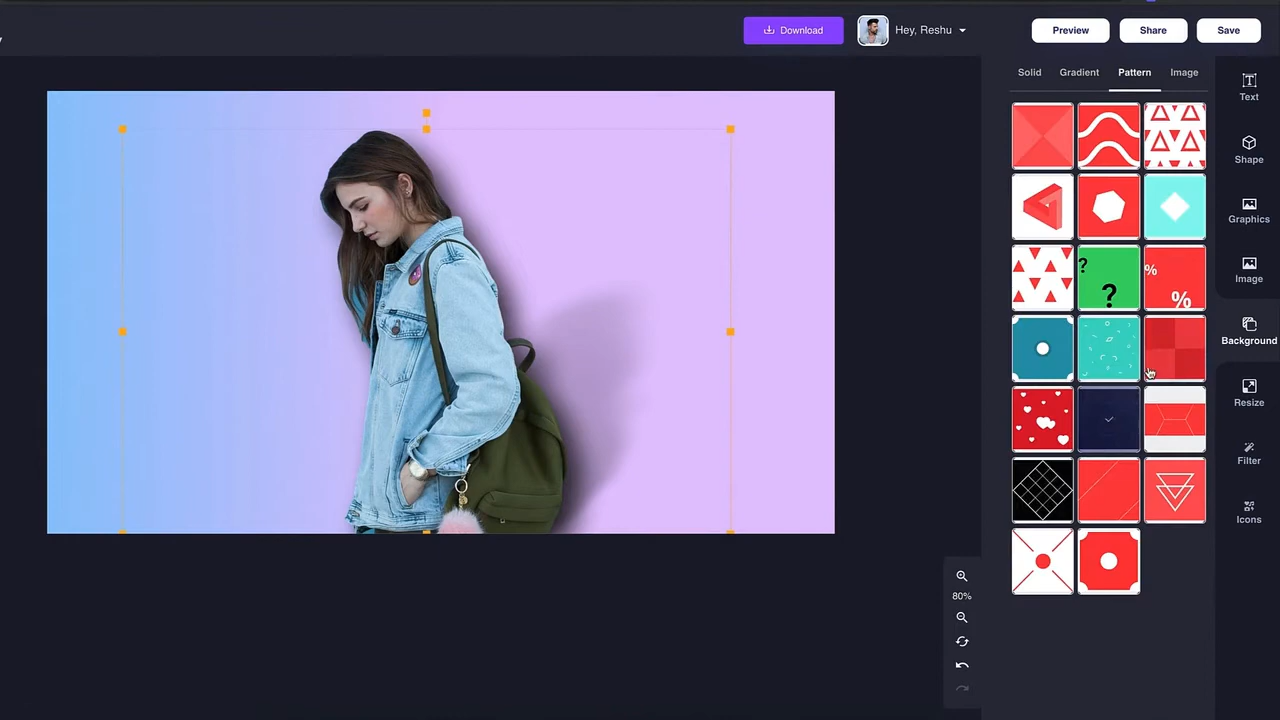 Download
Hey, Reshu
Preview
Share
Save
Solid
Gradient
Pattern
Image
Text
Shape
Graphics
Image
Background
Resize
Filter
Icons
?
?
%
%
80%